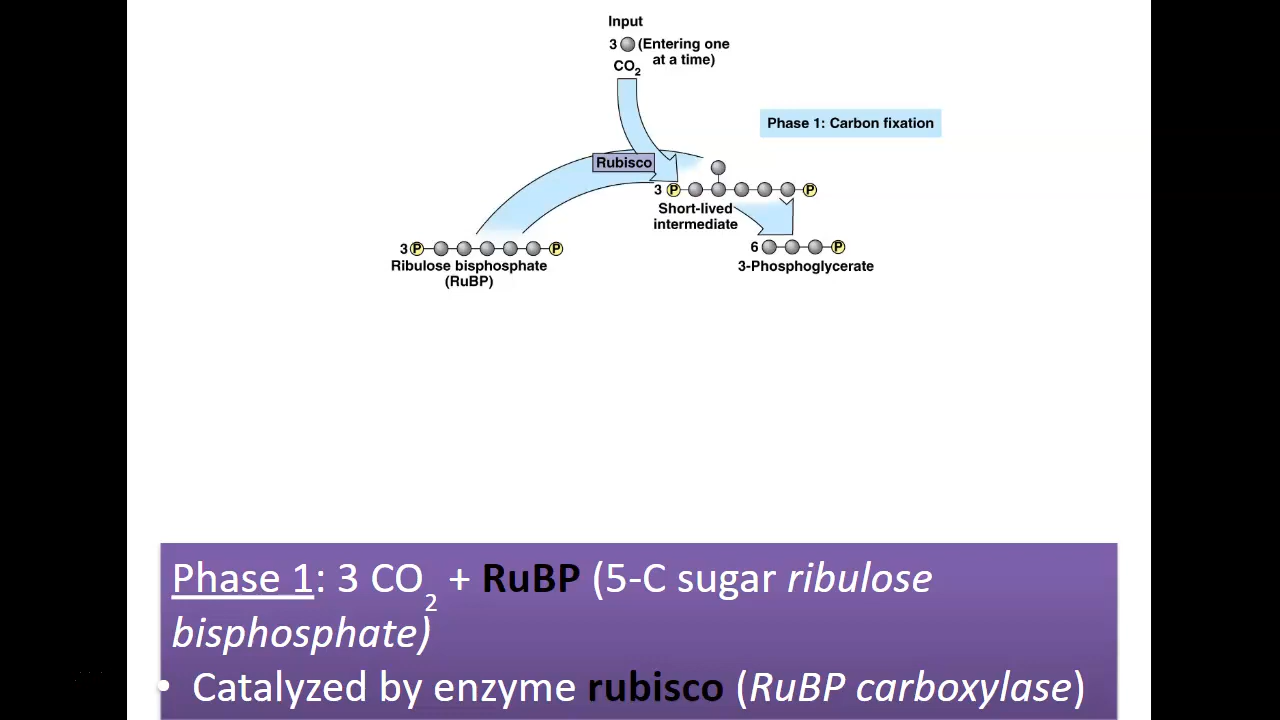 Input
3 (Entering one
at a time)
CO2
Phase 1: Carbon fixation
Rubisco
3 P P
Short-lived
intermediate
3 P P
Ribulose bisphosphate
(RuBP)
6 P
3-Phosphoglycerate
Phase 1: 3 CO2 + RuBP (5-C sugar ribulose
bisphosphate)
• Catalyzed by enzyme rubisco (RuBP carboxylase)